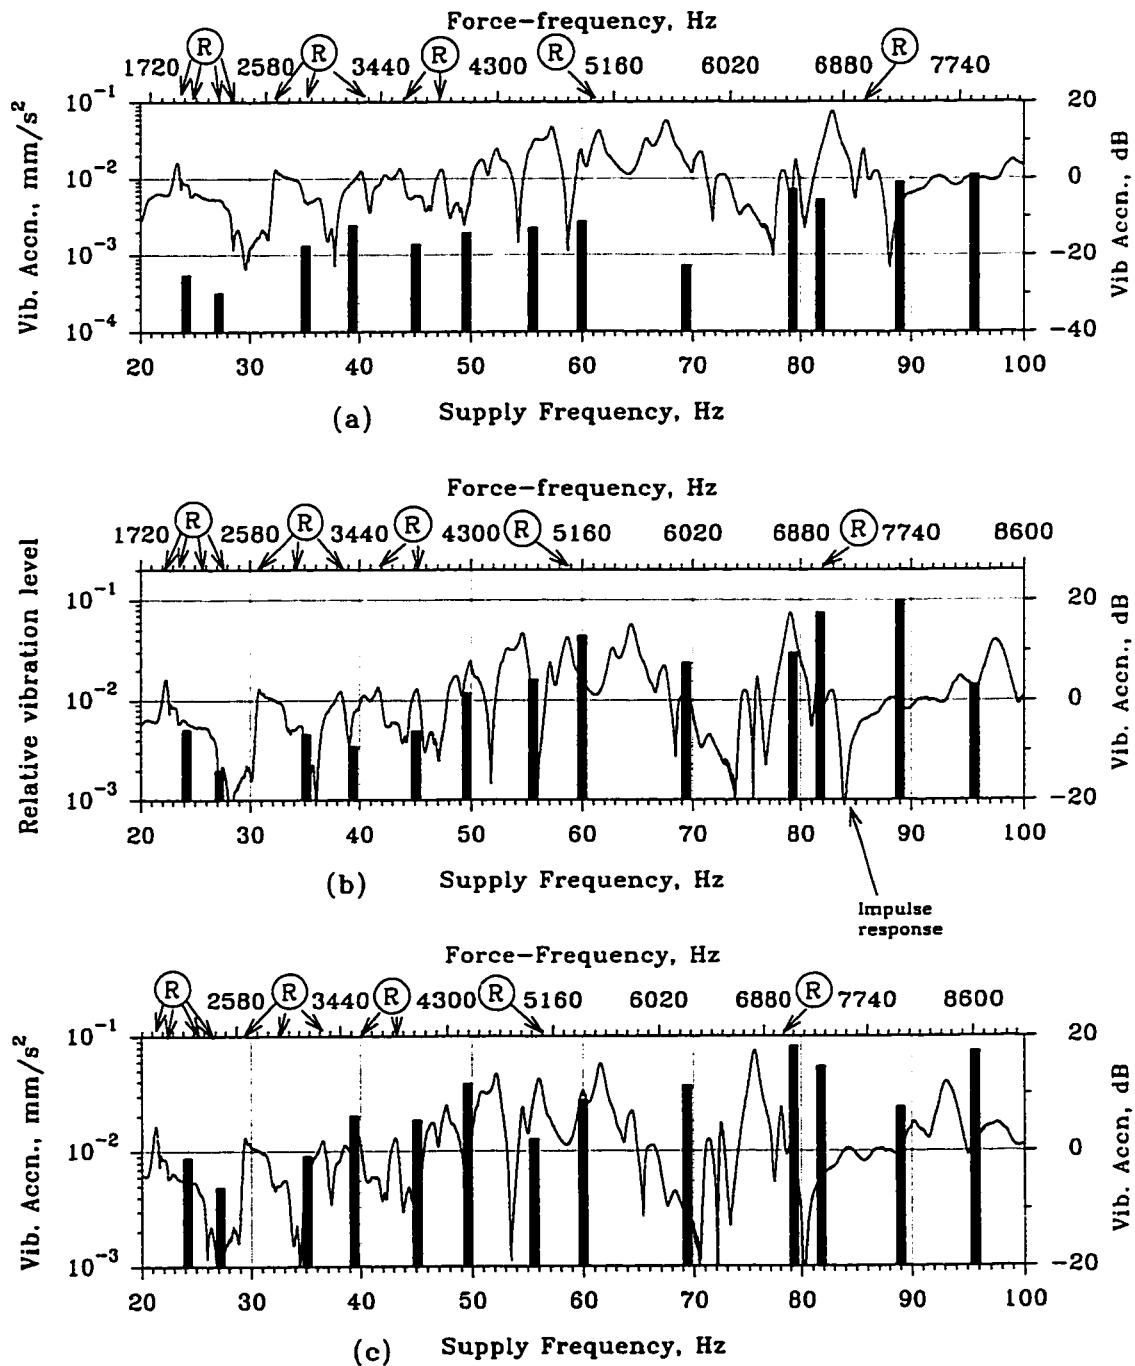 Force-frequency, Hz
R R R R R
1720 2580 3440 4300 5160 6020 6880 7740
Vib. Accn., mm/s²
10⁻¹ 10⁻² 10⁻³ 10⁻⁴
20 0 −20 −40
Vib Accn., dB
20 30 40 50 60 70 80 90 100
(a) Supply Frequency, Hz
Force-frequency, Hz
1720 R 2580 R 3440 R 4300 R 5160 6020 6880 R 7740 8600
Relative vibration level
10⁻¹ 10⁻² 10⁻³
20 0 −20
Vib. Accn., dB
20 30 40 50 60 70 80 90 100
(b) Supply Frequency, Hz
Impulse
response
Force-Frequency, Hz
R 2580 R 3440 R 4300 R 5160 6020 6880 R 7740 8600
Vib. Accn., mm/s²
10⁻¹ 10⁻² 10⁻³
20 0 −20
Vib. Accn., dB
20 30 40 50 60 70 80 90 100
(c) Supply Frequency, Hz